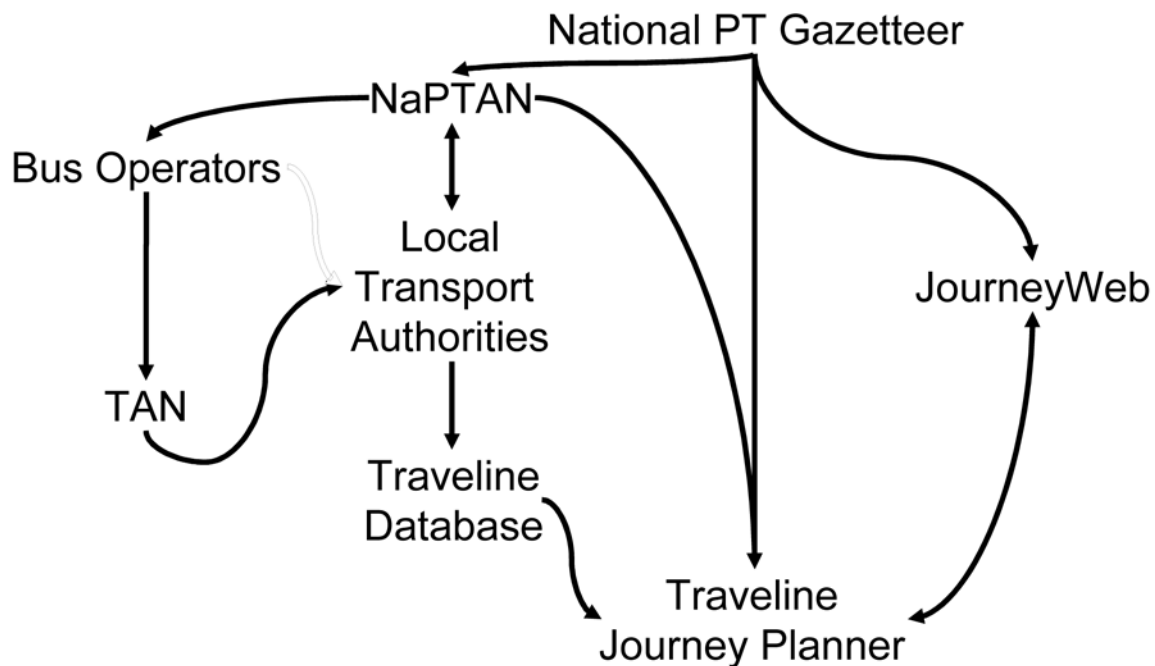 National PT Gazetteer
NaPTAN
Bus Operators
Local
Transport
Authorities
JourneyWeb
TAN
Traveline
Database
Traveline
Journey Planner